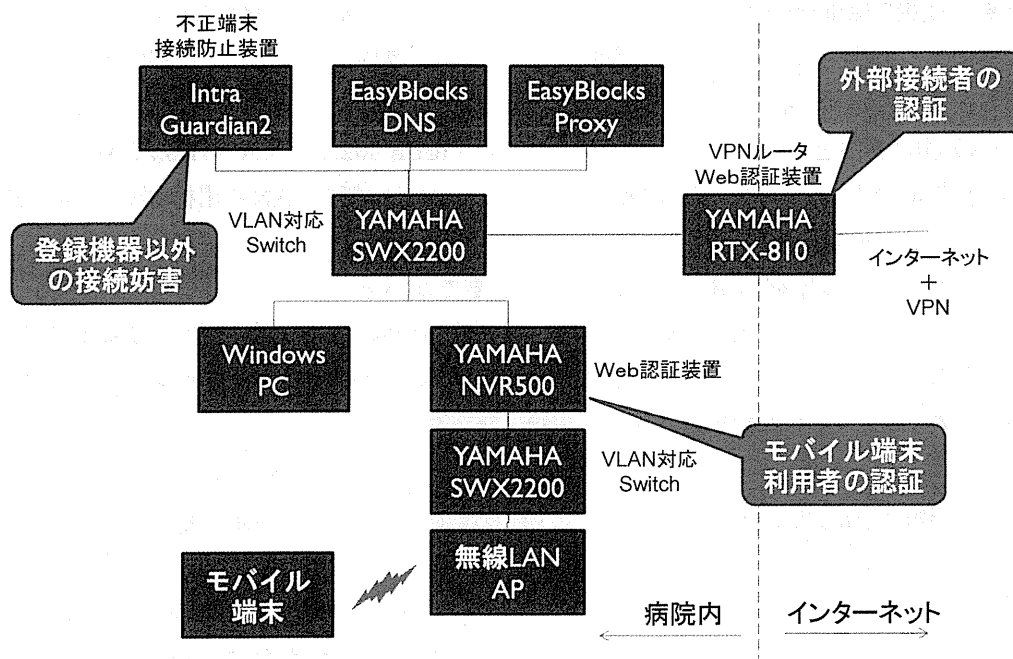 不正端末
接続防止装置
Intra
Guardian2
EasyBlocks
DNS
EasyBlocks
Proxy
外部接続者の
認証
VPNルータ
Web認証装置
VLAN対応
Switch
YAMAHA
SWX2200
YAMAHA
RTX-810
登録機器以外
の接続妨害
インターネット
+
VPN
Windows
PC
YAMAHA
NVR500
Web認証装置
YAMAHA
SWX2200
VLAN対応
Switch
モバイル端末
利用者の認証
モバイル
端末
無線LAN
AP
病院内
インターネット